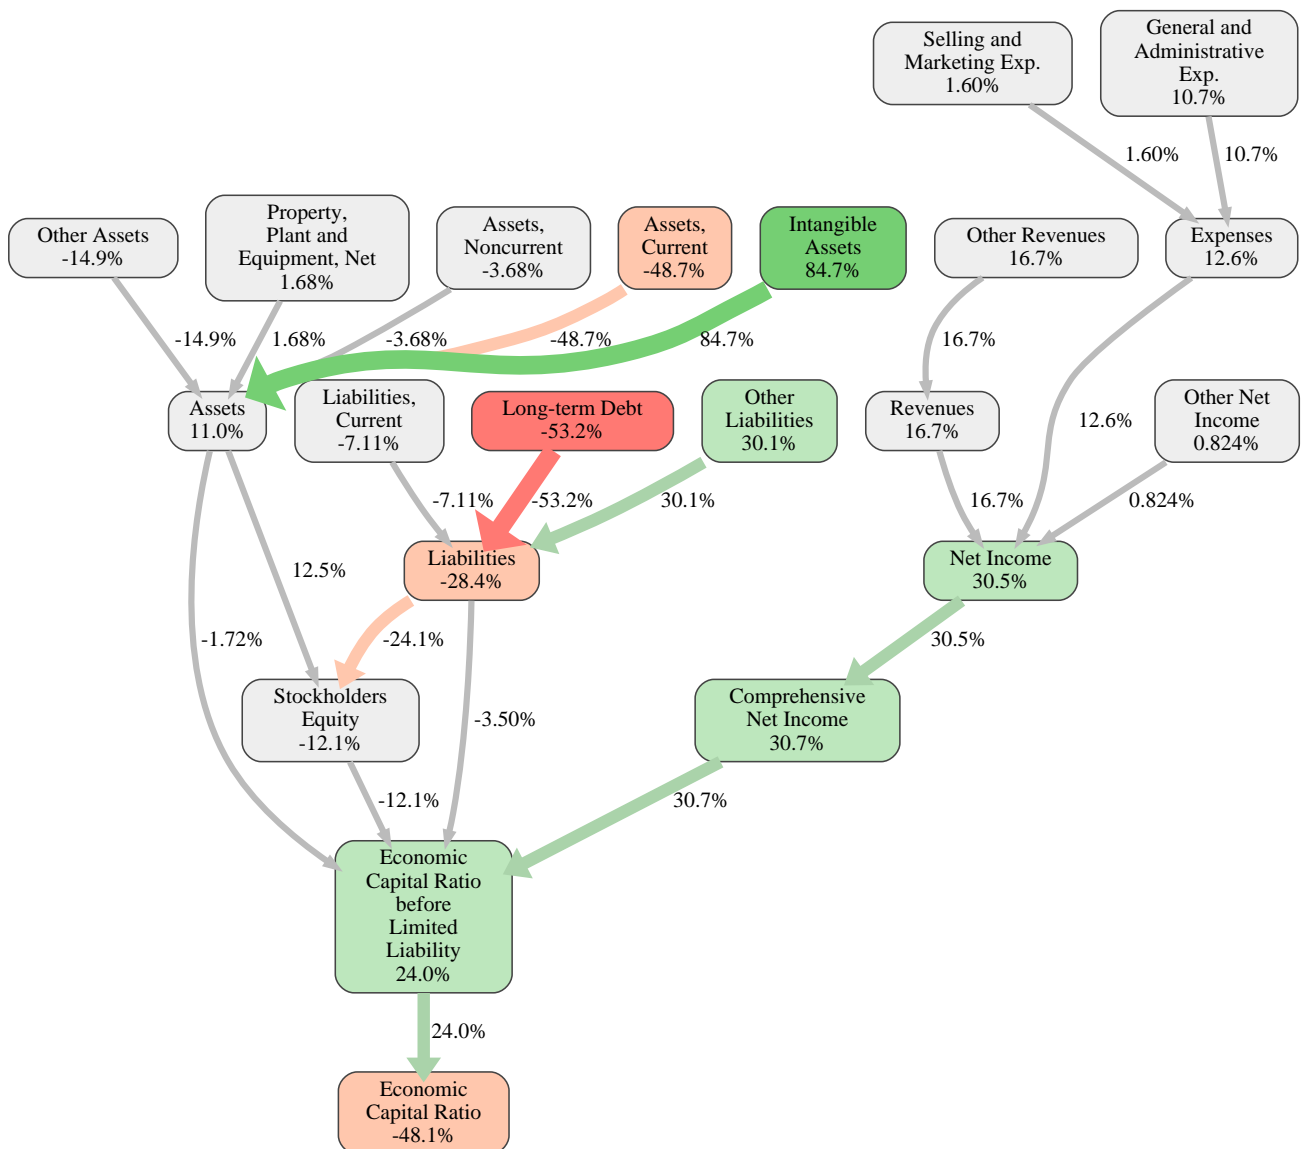 Selling and
Marketing Exp.
1.60%
General and
Administrative
Exp.
10.7%
1.60%
10.7%
Other Assets
-14.9%
Property,
Plant and
Equipment, Net
1.68%
Assets,
Noncurrent
-3.68%
Assets,
Current
-48.7%
Intangible
Assets
84.7%
Other Revenues
16.7%
Expenses
12.6%
-14.9%
1.68%
-3.68%
-48.7%
84.7%
16.7%
12.6%
Assets
11.0%
Liabilities,
Current
-7.11%
Long-term Debt
-53.2%
Other
Liabilities
30.1%
Revenues
16.7%
Other Net
Income
0.824%
-7.11%
-53.2%
30.1%
16.7%
0.824%
Liabilities
-28.4%
Net Income
30.5%
12.5%
-1.72%
-24.1%
30.5%
Stockholders
Equity
-12.1%
-3.50%
Comprehensive
Net Income
30.7%
-12.1%
30.7%
Economic
Capital Ratio
before
Limited
Liability
24.0%
24.0%
Economic
Capital Ratio
-48.1%